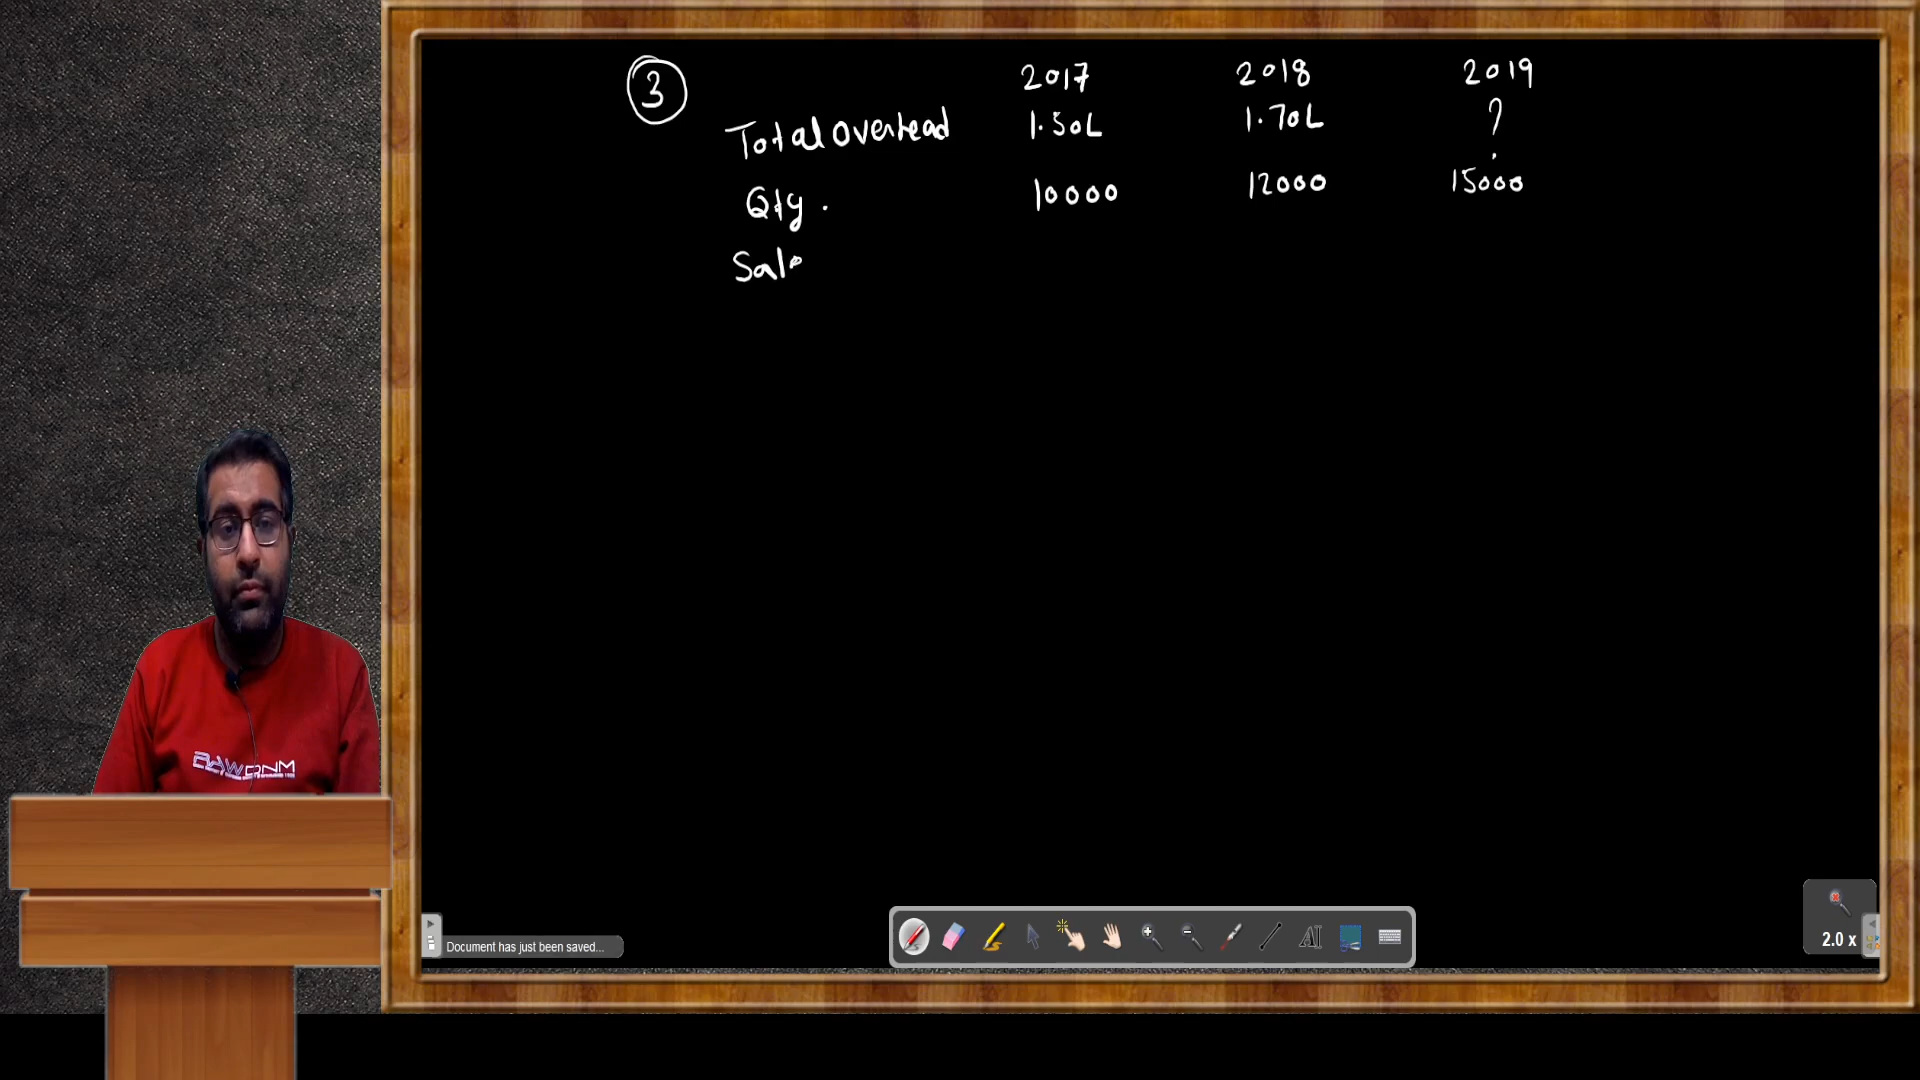 3 2017 2018 2019
Total Overhead 1.50L 1.70L ?
Qty. 10000 12000 15000
Sale
Document has just been saved...
2.0 x